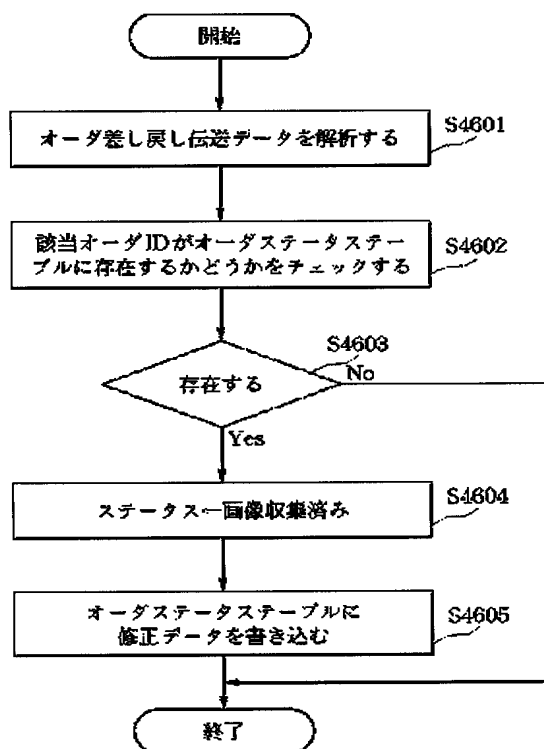 開始
オーダ差し戻し伝送データを解析する
S4601
該当オーダIDがオーダステータステー
ブルに存在するかどうかをチェックする
S4602
S4603
存在する
No
Yes
ステータス←画像収集済み
S4604
オーダステータステーブルに
修正データを書き込む
S4605
終了